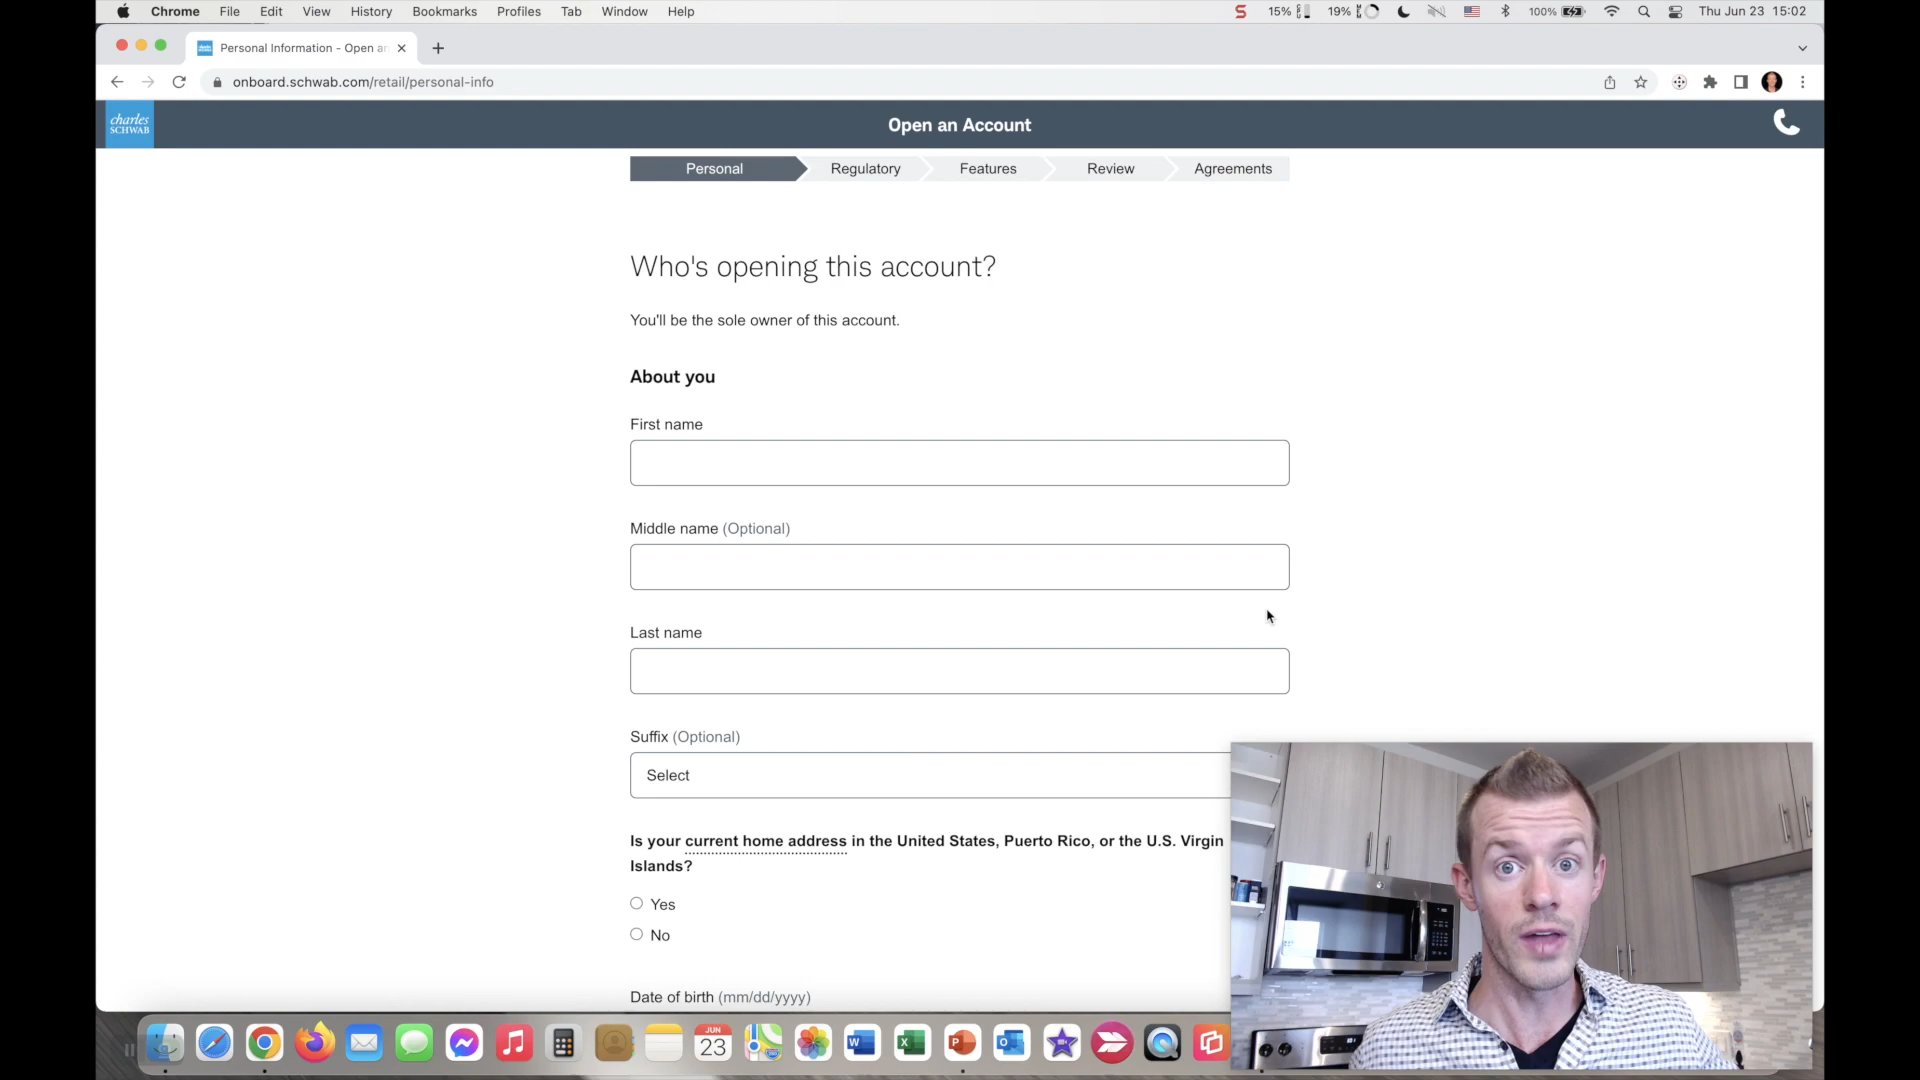 Chrome File Edit View History Bookmarks Profiles Tab Window Help
15% 19% 100% Thu Jun 23 15:02
Personal Information - Open an
onboard.schwab.com/retail/personal-info
charles
SCHWAB
Open an Account
Personal Regulatory Features Review Agreements
Who's opening this account?
You'll be the sole owner of this account.
About you
First name
Middle name (Optional)
Last name
Suffix (Optional)
Select
Is your current home address in the United States, Puerto Rico, or the U.S. Virgin
Islands?
Yes
No
Date of birth (mm/dd/yyyy)
JUN
23